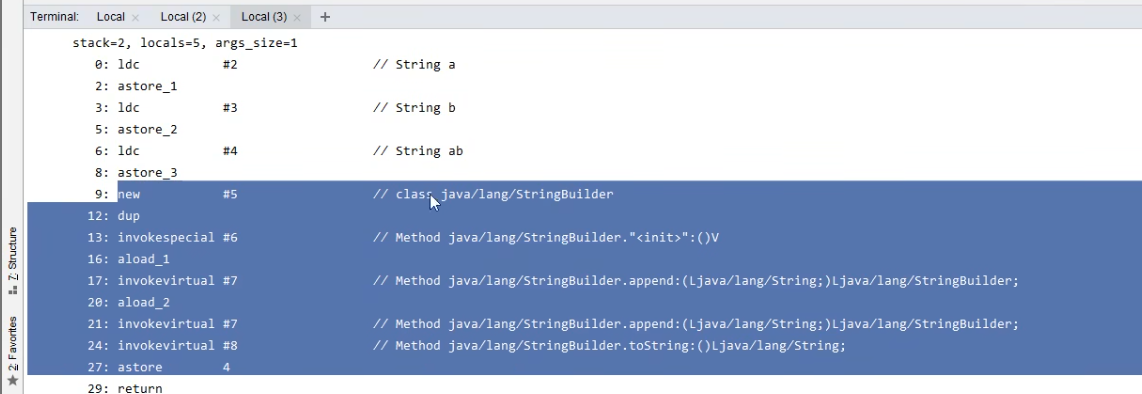 Terminal: Local × Local (2) × Local (3) × +
stack=2, locals=5, args_size=1
0: ldc #2 // String a
2: astore_1
3: ldc #3 // String b
5: astore_2
6: ldc #4 // String ab
8: astore_3
9: new #5 // class java/lang/StringBuilder
12: dup
13: invokespecial #6 // Method java/lang/StringBuilder."<init>":()V
16: aload_1
17: invokevirtual #7 // Method java/lang/StringBuilder.append:(Ljava/lang/String;)Ljava/lang/StringBuilder;
20: aload_2
21: invokevirtual #7 // Method java/lang/StringBuilder.append:(Ljava/lang/String;)Ljava/lang/StringBuilder;
24: invokevirtual #8 // Method java/lang/StringBuilder.toString:()Ljava/lang/String;
27: astore 4
29: return
7: Structure
2: Favorites